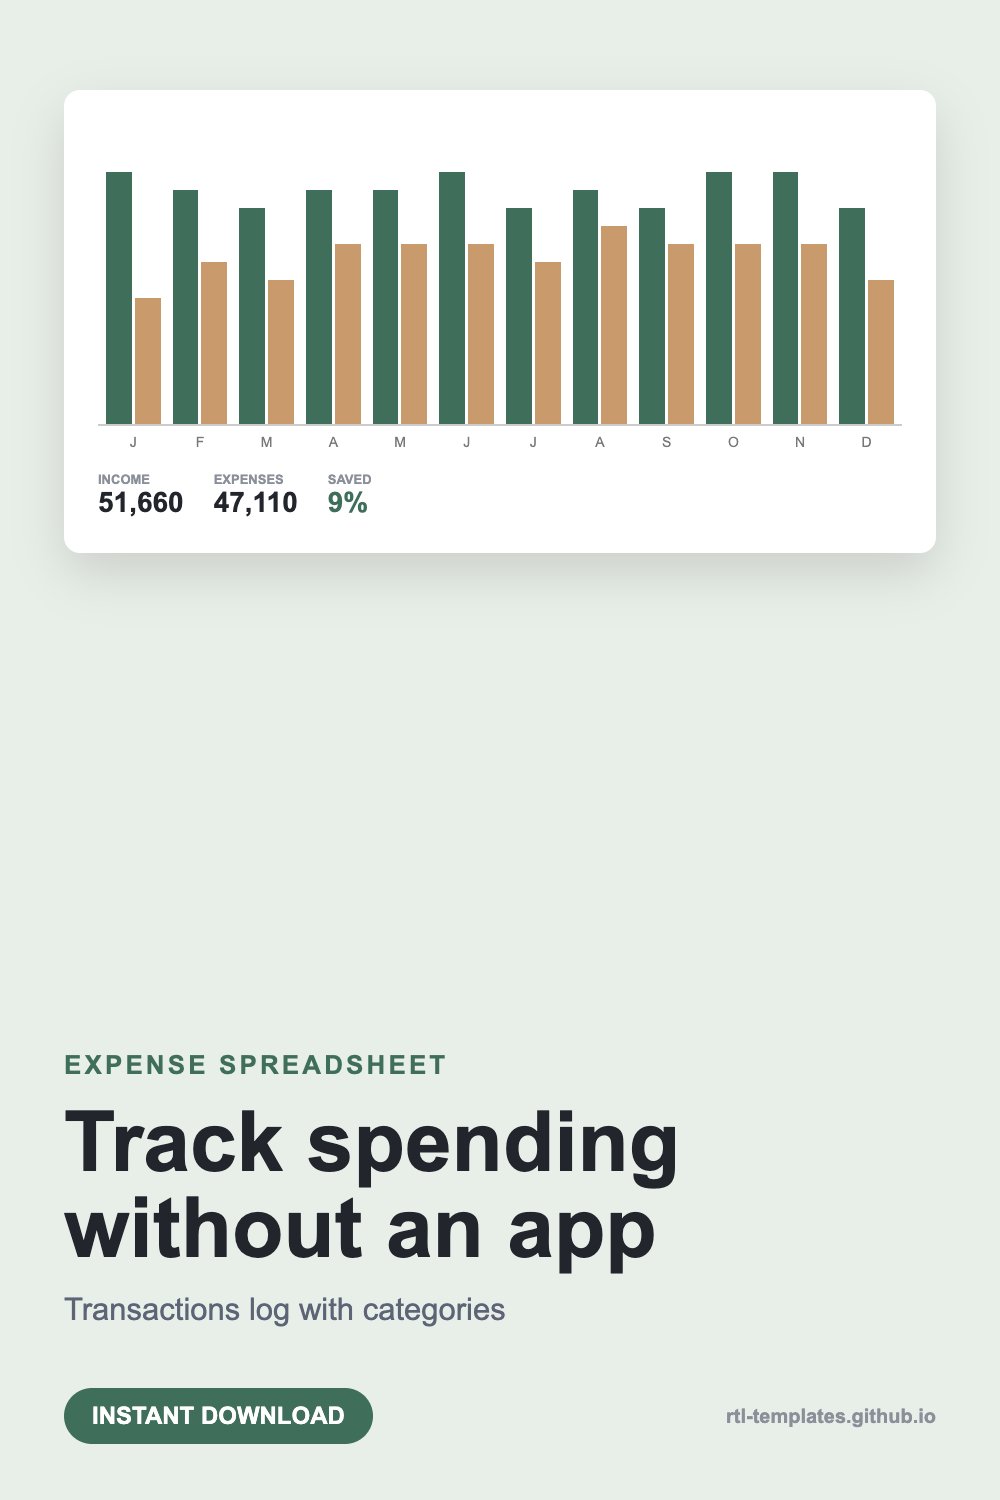 J F M A M J J A S O N D
INCOME EXPENSES SAVED
51,660 47,110 9%
EXPENSE SPREADSHEET
Track spending
without an app
Transactions log with categories
INSTANT DOWNLOAD
rtl-templates.github.io